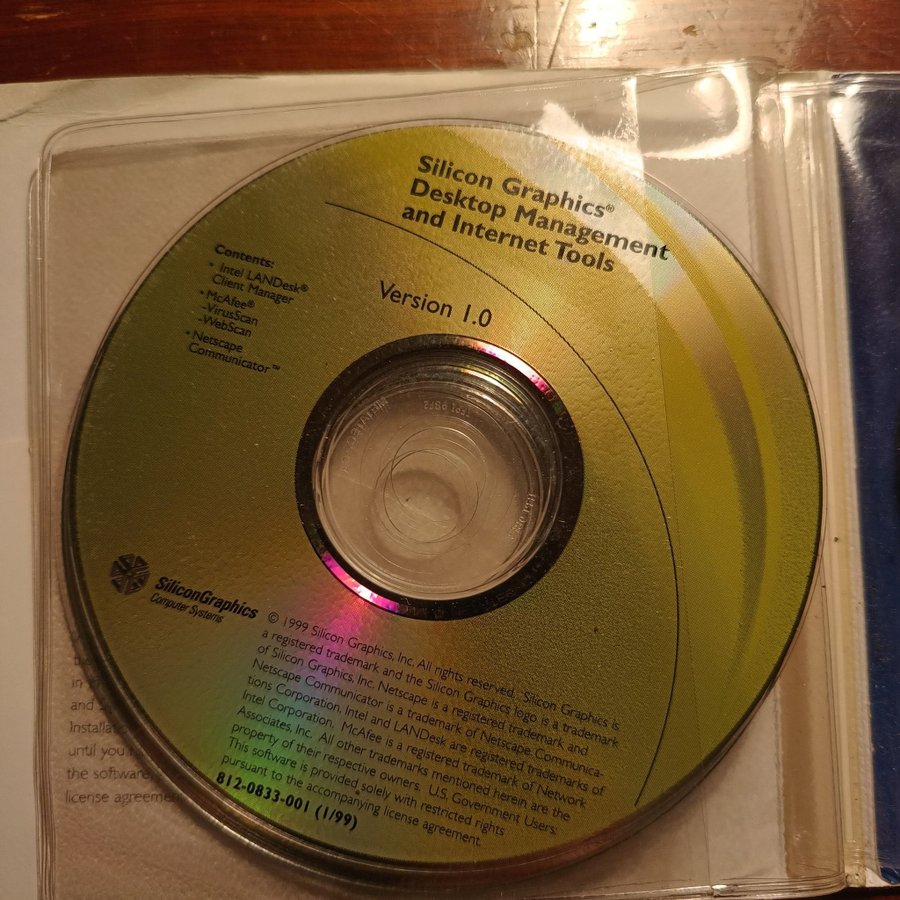 Silicon Graphics®
Desktop Management
and Internet Tools
Version 1.0
Contents:
• Intel LANDesk®
Client Manager
• McAfee®
-VirusScan
-WebScan
• Netscape
Communicator™
SiliconGraphics
Computer Systems
© 1999 Silicon Graphics, Inc. All rights reserved. Silicon Graphics is
a registered trademark and the Silicon Graphics logo is a trademark
of Silicon Graphics, Inc. Netscape is a registered trademark and
Netscape Communicator is a trademark of Netscape Communica-
tions Corporation, Intel and LANDesk are registered trademarks of
Intel Corporation. McAfee is a registered trademark of Network
Associates, Inc. All other trademarks mentioned herein are the
property of their respective owners. U.S. Government Users:
This software is provided solely with restricted rights
pursuant to the accompanying license agreement.
812-0833-001 (1/99)
in
and
until you
the software,
license agreement